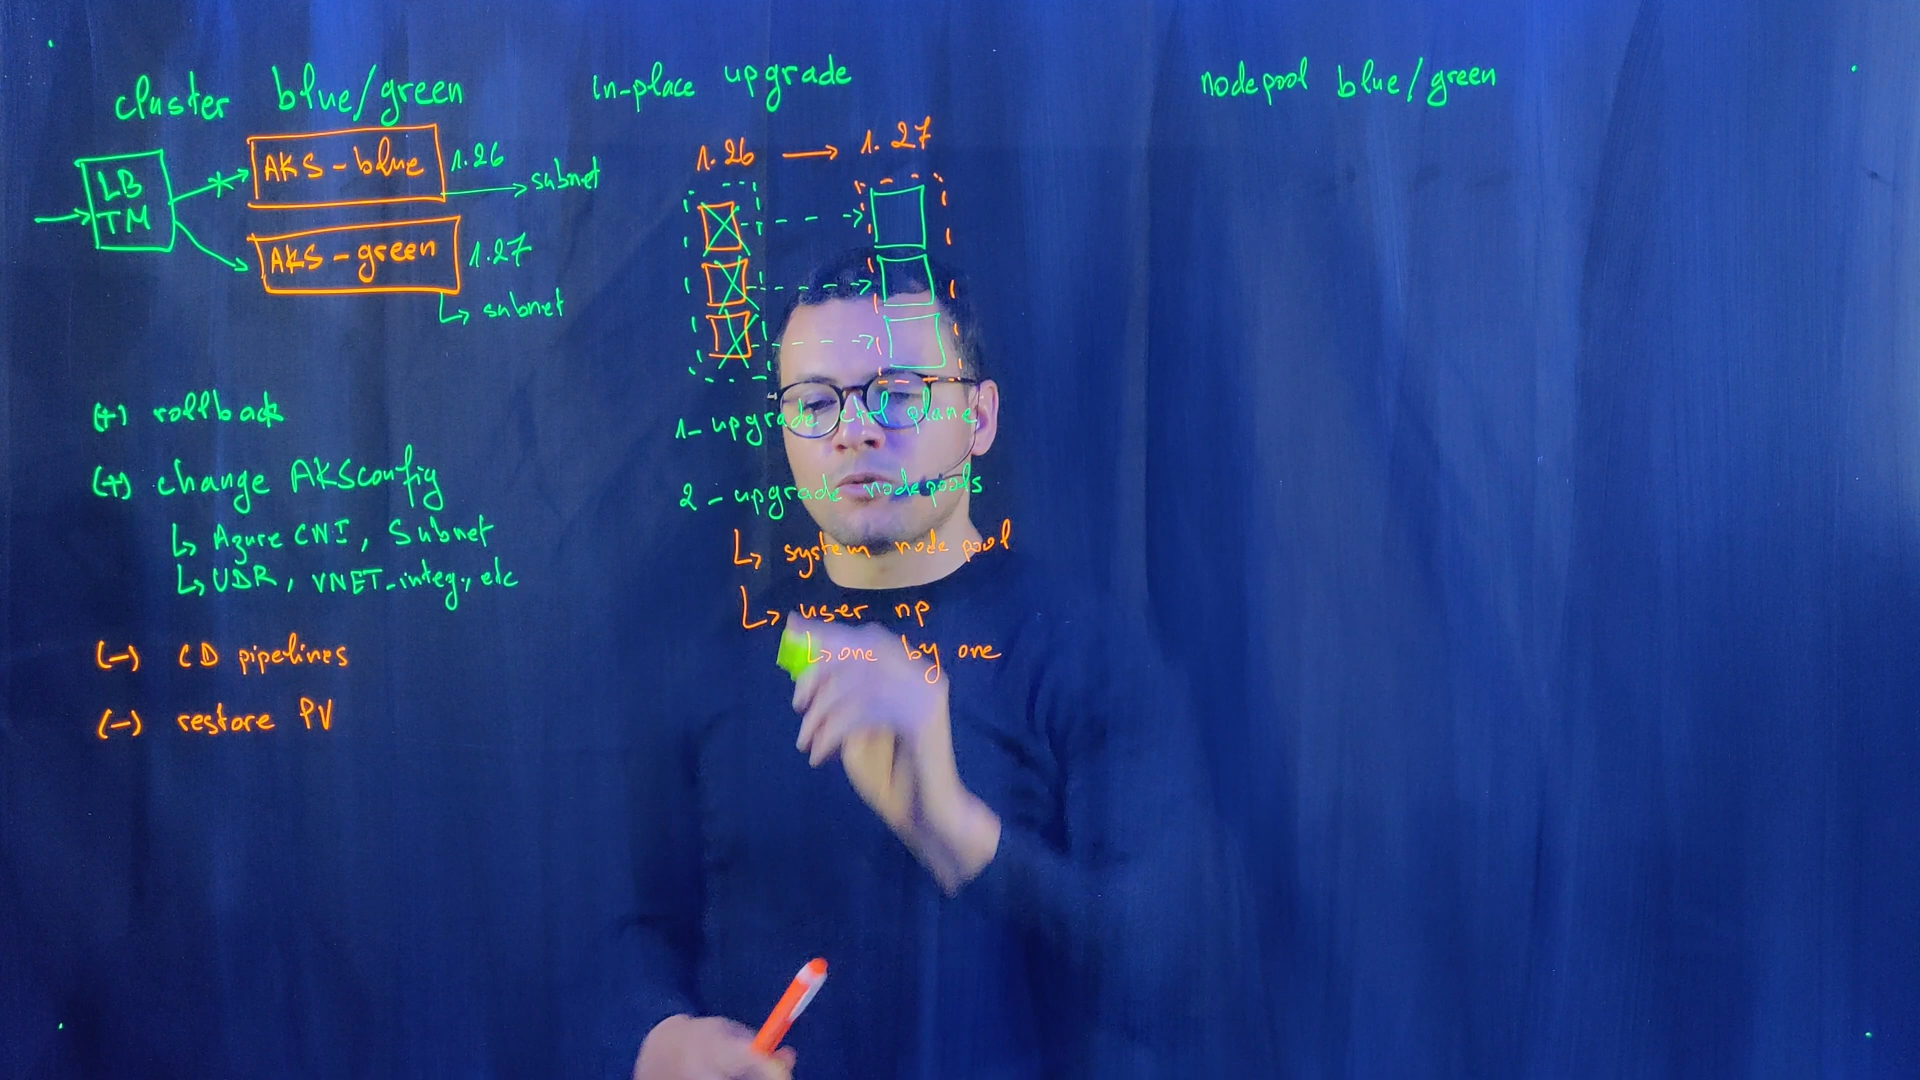 cluster blue/green
LB
TM
AKS - blue
1.26
subnet
AKS - green
1.27
subnet
(+) rollback
(+) change AKSconfig
Azure CNI, Subnet
UDR, VNET-integ., etc
(-) CD pipelines
(-) restore PV
in-place upgrade
1.26 → 1.27
1- upgrade ctrl plane
2 - upgrade nodepools
system node pool
user np
one by one
nodepool blue/green